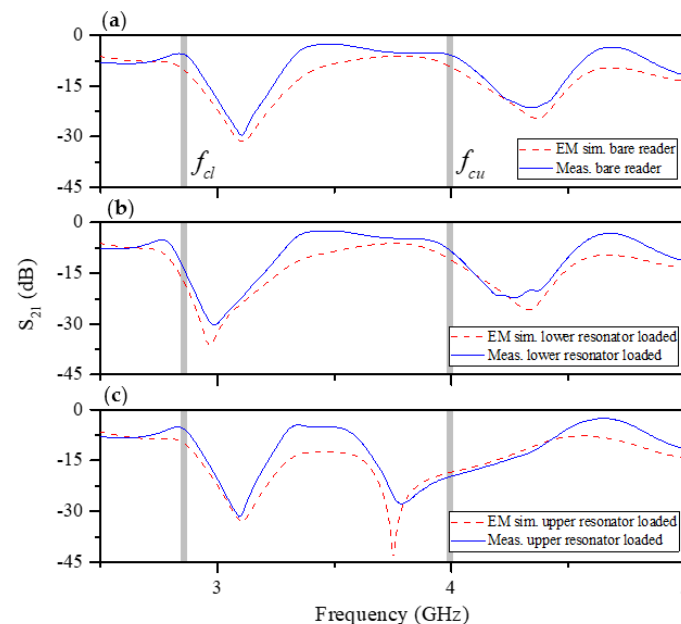 (a)
0
-15
-30
-45
f_cl
f_cu
EM sim. bare reader
Meas. bare reader
(b)
0
-15
-30
-45
EM sim. lower resonator loaded
Meas. lower resonator loaded
S_21 (dB)
(c)
0
-15
-30
-45
EM sim. upper resonator loaded
Meas. upper resonator loaded
3
4
Frequency (GHz)